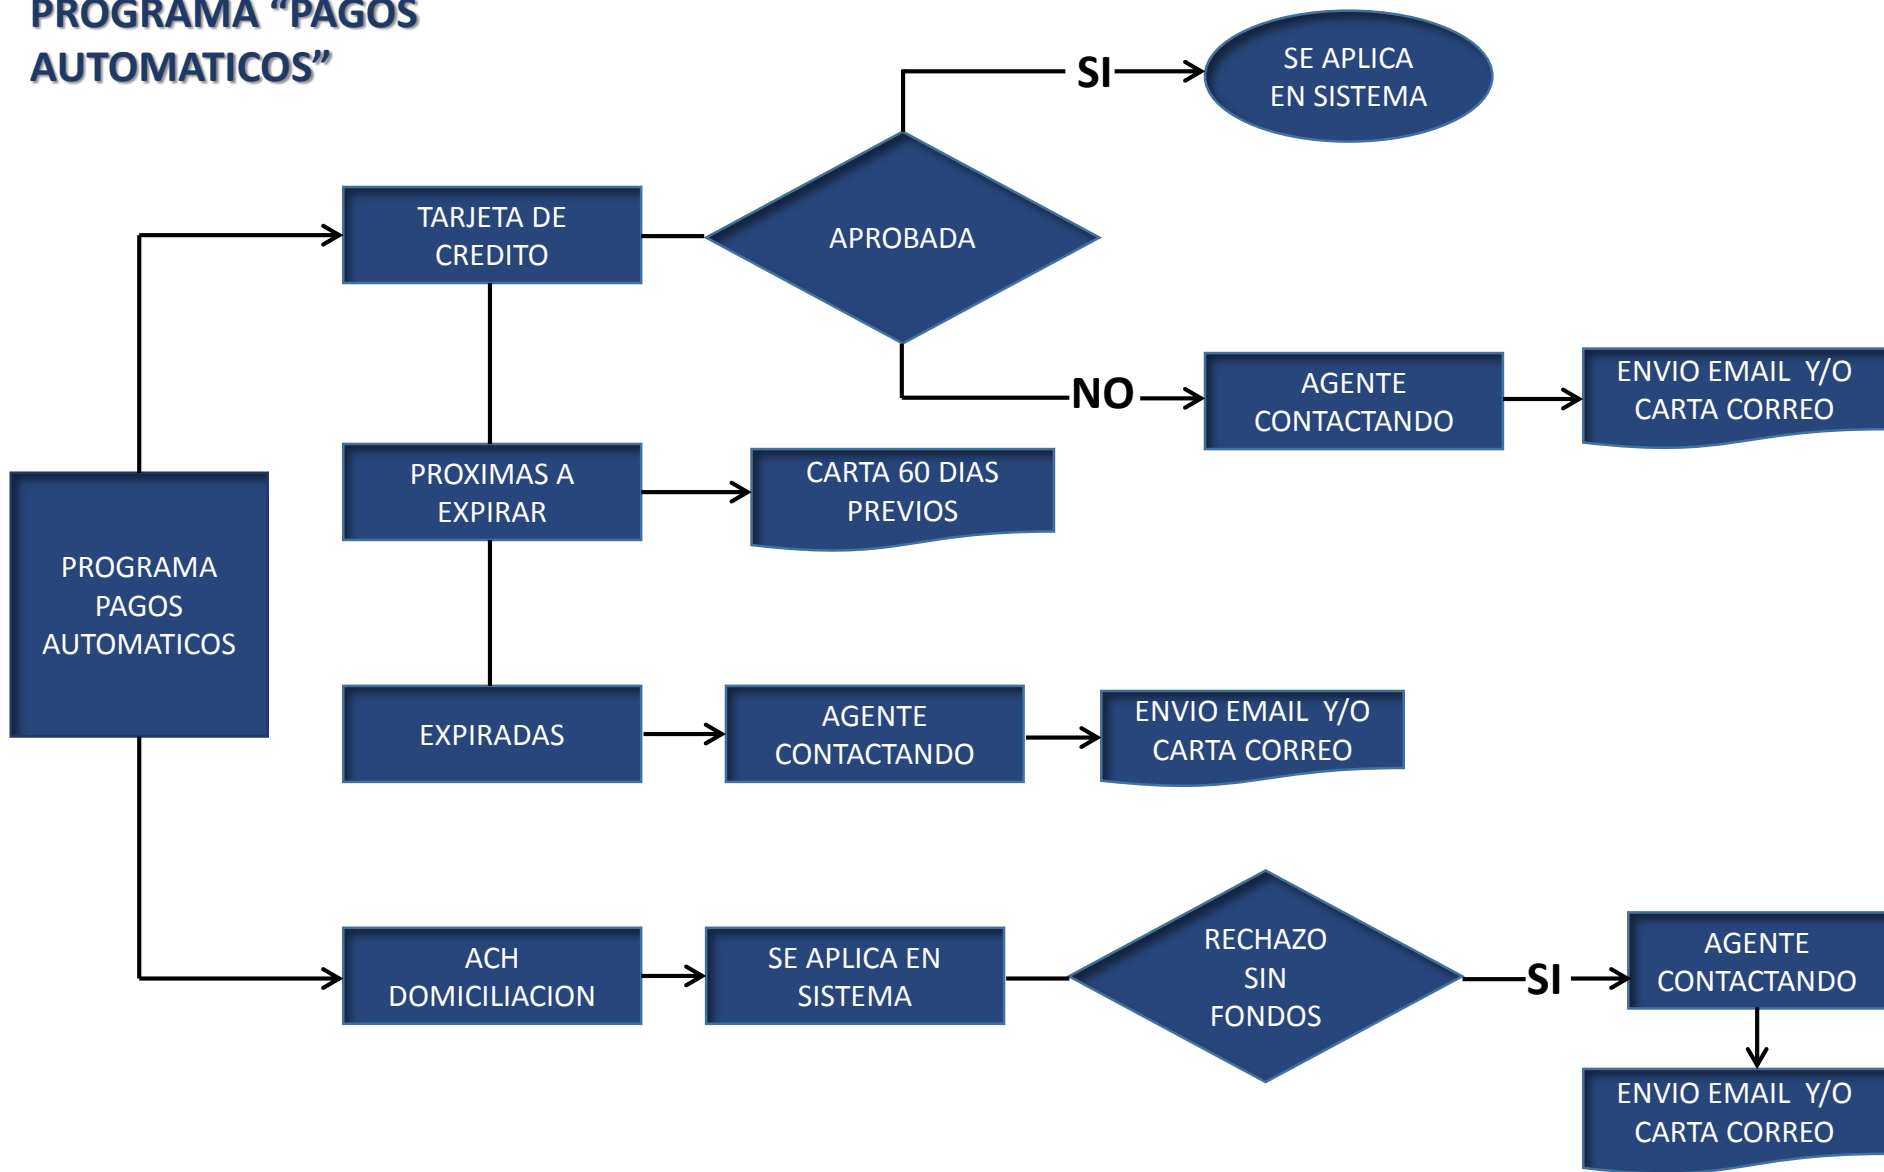 PROGRAMA “PAGOS
AUTOMATICOS”
SI
SE APLICA
EN SISTEMA
TARJETA DE
CREDITO
APROBADA
NO
AGENTE
CONTACTANDO
ENVIO EMAIL  Y/O
CARTA CORREO
PROXIMAS A
EXPIRAR
CARTA 60 DIAS
PREVIOS
PROGRAMA
PAGOS
AUTOMATICOS
EXPIRADAS
AGENTE
CONTACTANDO
ENVIO EMAIL  Y/O
CARTA CORREO
ACH
DOMICILIACION
SE APLICA EN
SISTEMA
RECHAZO
SIN
FONDOS
SI
AGENTE
CONTACTANDO
ENVIO EMAIL  Y/O
CARTA CORREO